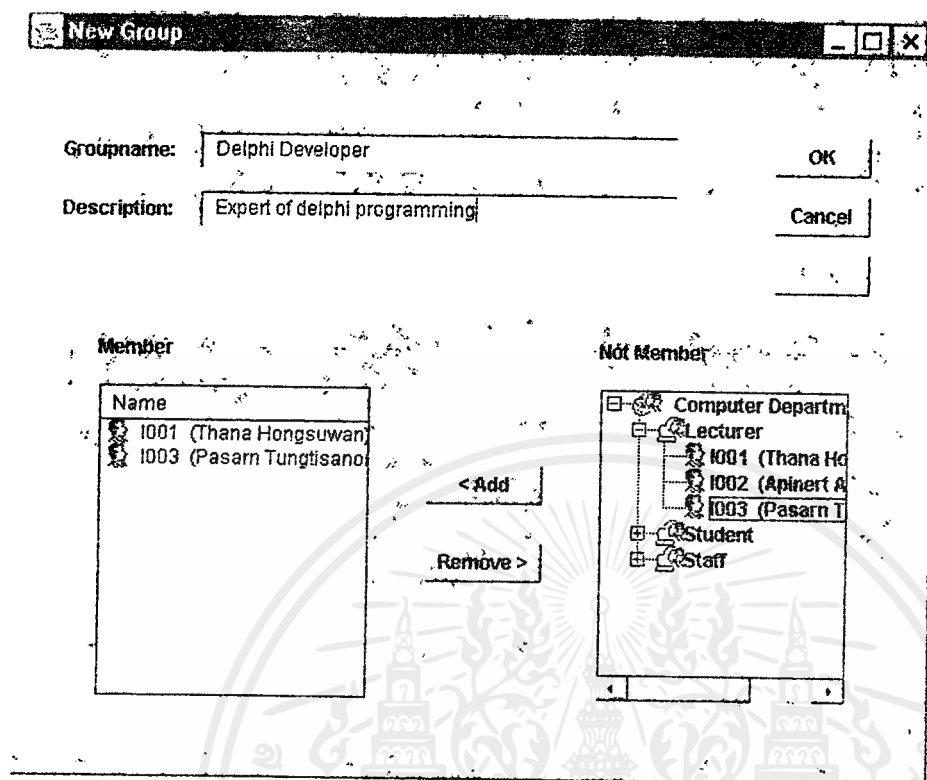 New Group
Groupname: Delphi Developer
OK
Description: Expert of delphi programming
Cancel
Member
Not Member
Name
I001 (Thana Hongsuwan)
I003 (Pasarn Tungtisano
< Add
Remove >
Computer Departm
Lecturer
I001 (Thana Ho
I002 (Apinert A
I003 (Pasarn T
Student
Staff